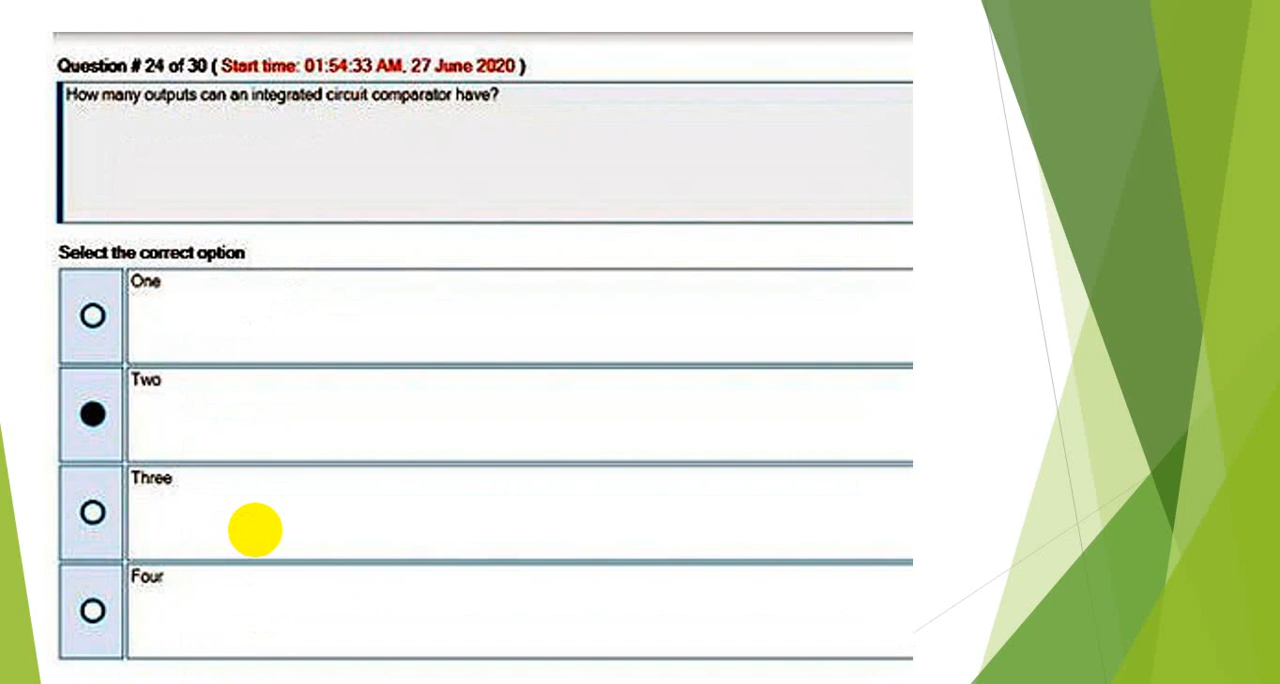 Question # 24 of 30 ( Start time: 01:54:33 AM, 27 June 2020 )
How many outputs can an integrated circuit comparator have?
Select the correct option
One
Two
Three
Four